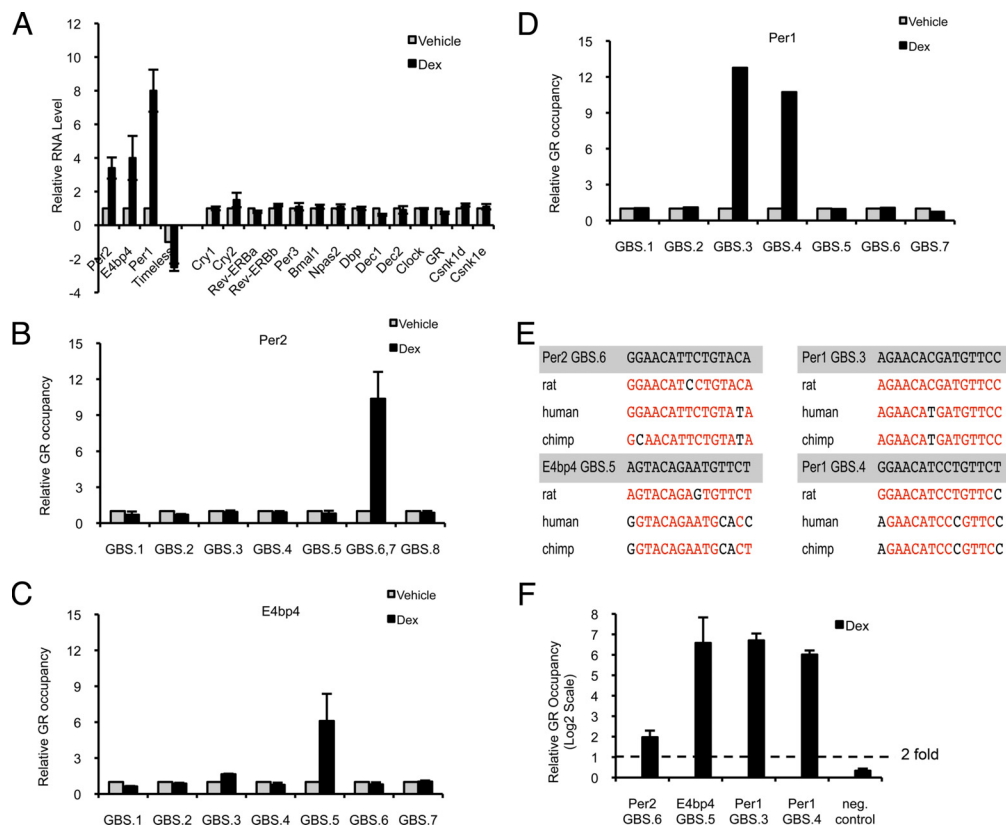 A
Relative RNA Level
12
10
8
6
4
2
0
-2
-4
Vehicle
Dex
Per2
E4bp4
Per1
Timeless
Cry1
Cry2
Rev-ERBa
Rev-ERBb
Per3
Bmal1
Npas2
Dbp
Dec1
Dec2
Clock
GR
Csnk1d
Csnk1e
B
Per2
Relative GR occupancy
15
12
9
6
3
0
Vehicle
Dex
GBS.1 GBS.2 GBS.3 GBS.4 GBS.5 GBS.6,7 GBS.8
C
E4bp4
Relative GR occupancy
15
12
9
6
3
0
Vehicle
Dex
GBS.1 GBS.2 GBS.3 GBS.4 GBS.5 GBS.6 GBS.7
D
Per1
Relative GR occupancy
15
12
9
6
3
0
Vehicle
Dex
GBS.1 GBS.2 GBS.3 GBS.4 GBS.5 GBS.6 GBS.7
E
Per2 GBS.6 GGAACATTCTGTACA
rat GGAACATCCTGTACA
human GGAACATTCTGTATA
chimp GCAACATTCTGTATA
E4bp4 GBS.5 AGTACAGAATGTTCT
rat AGTACAGAGTGTTCT
human GGTACAGAATGCACC
chimp GGTACAGAATGCACT
Per1 GBS.3 AGAACACGATGTTCC
rat AGAACACGATGTTCC
human AGAACATGATGTTCC
chimp AGAACATGATGTTCC
Per1 GBS.4 GGAACATCCTGTTCT
rat GGAACATCCTGTTCC
human AGAACATCCCGTTCC
chimp AGAACATCCCGTTCC
F
Relative GR Occupancy
(Log2 Scale)
8
7
6
5
4
3
2
1
0
Dex
2 fold
Per2 E4bp4 Per1 Per1 neg.
GBS.6 GBS.5 GBS.3 GBS.4 control